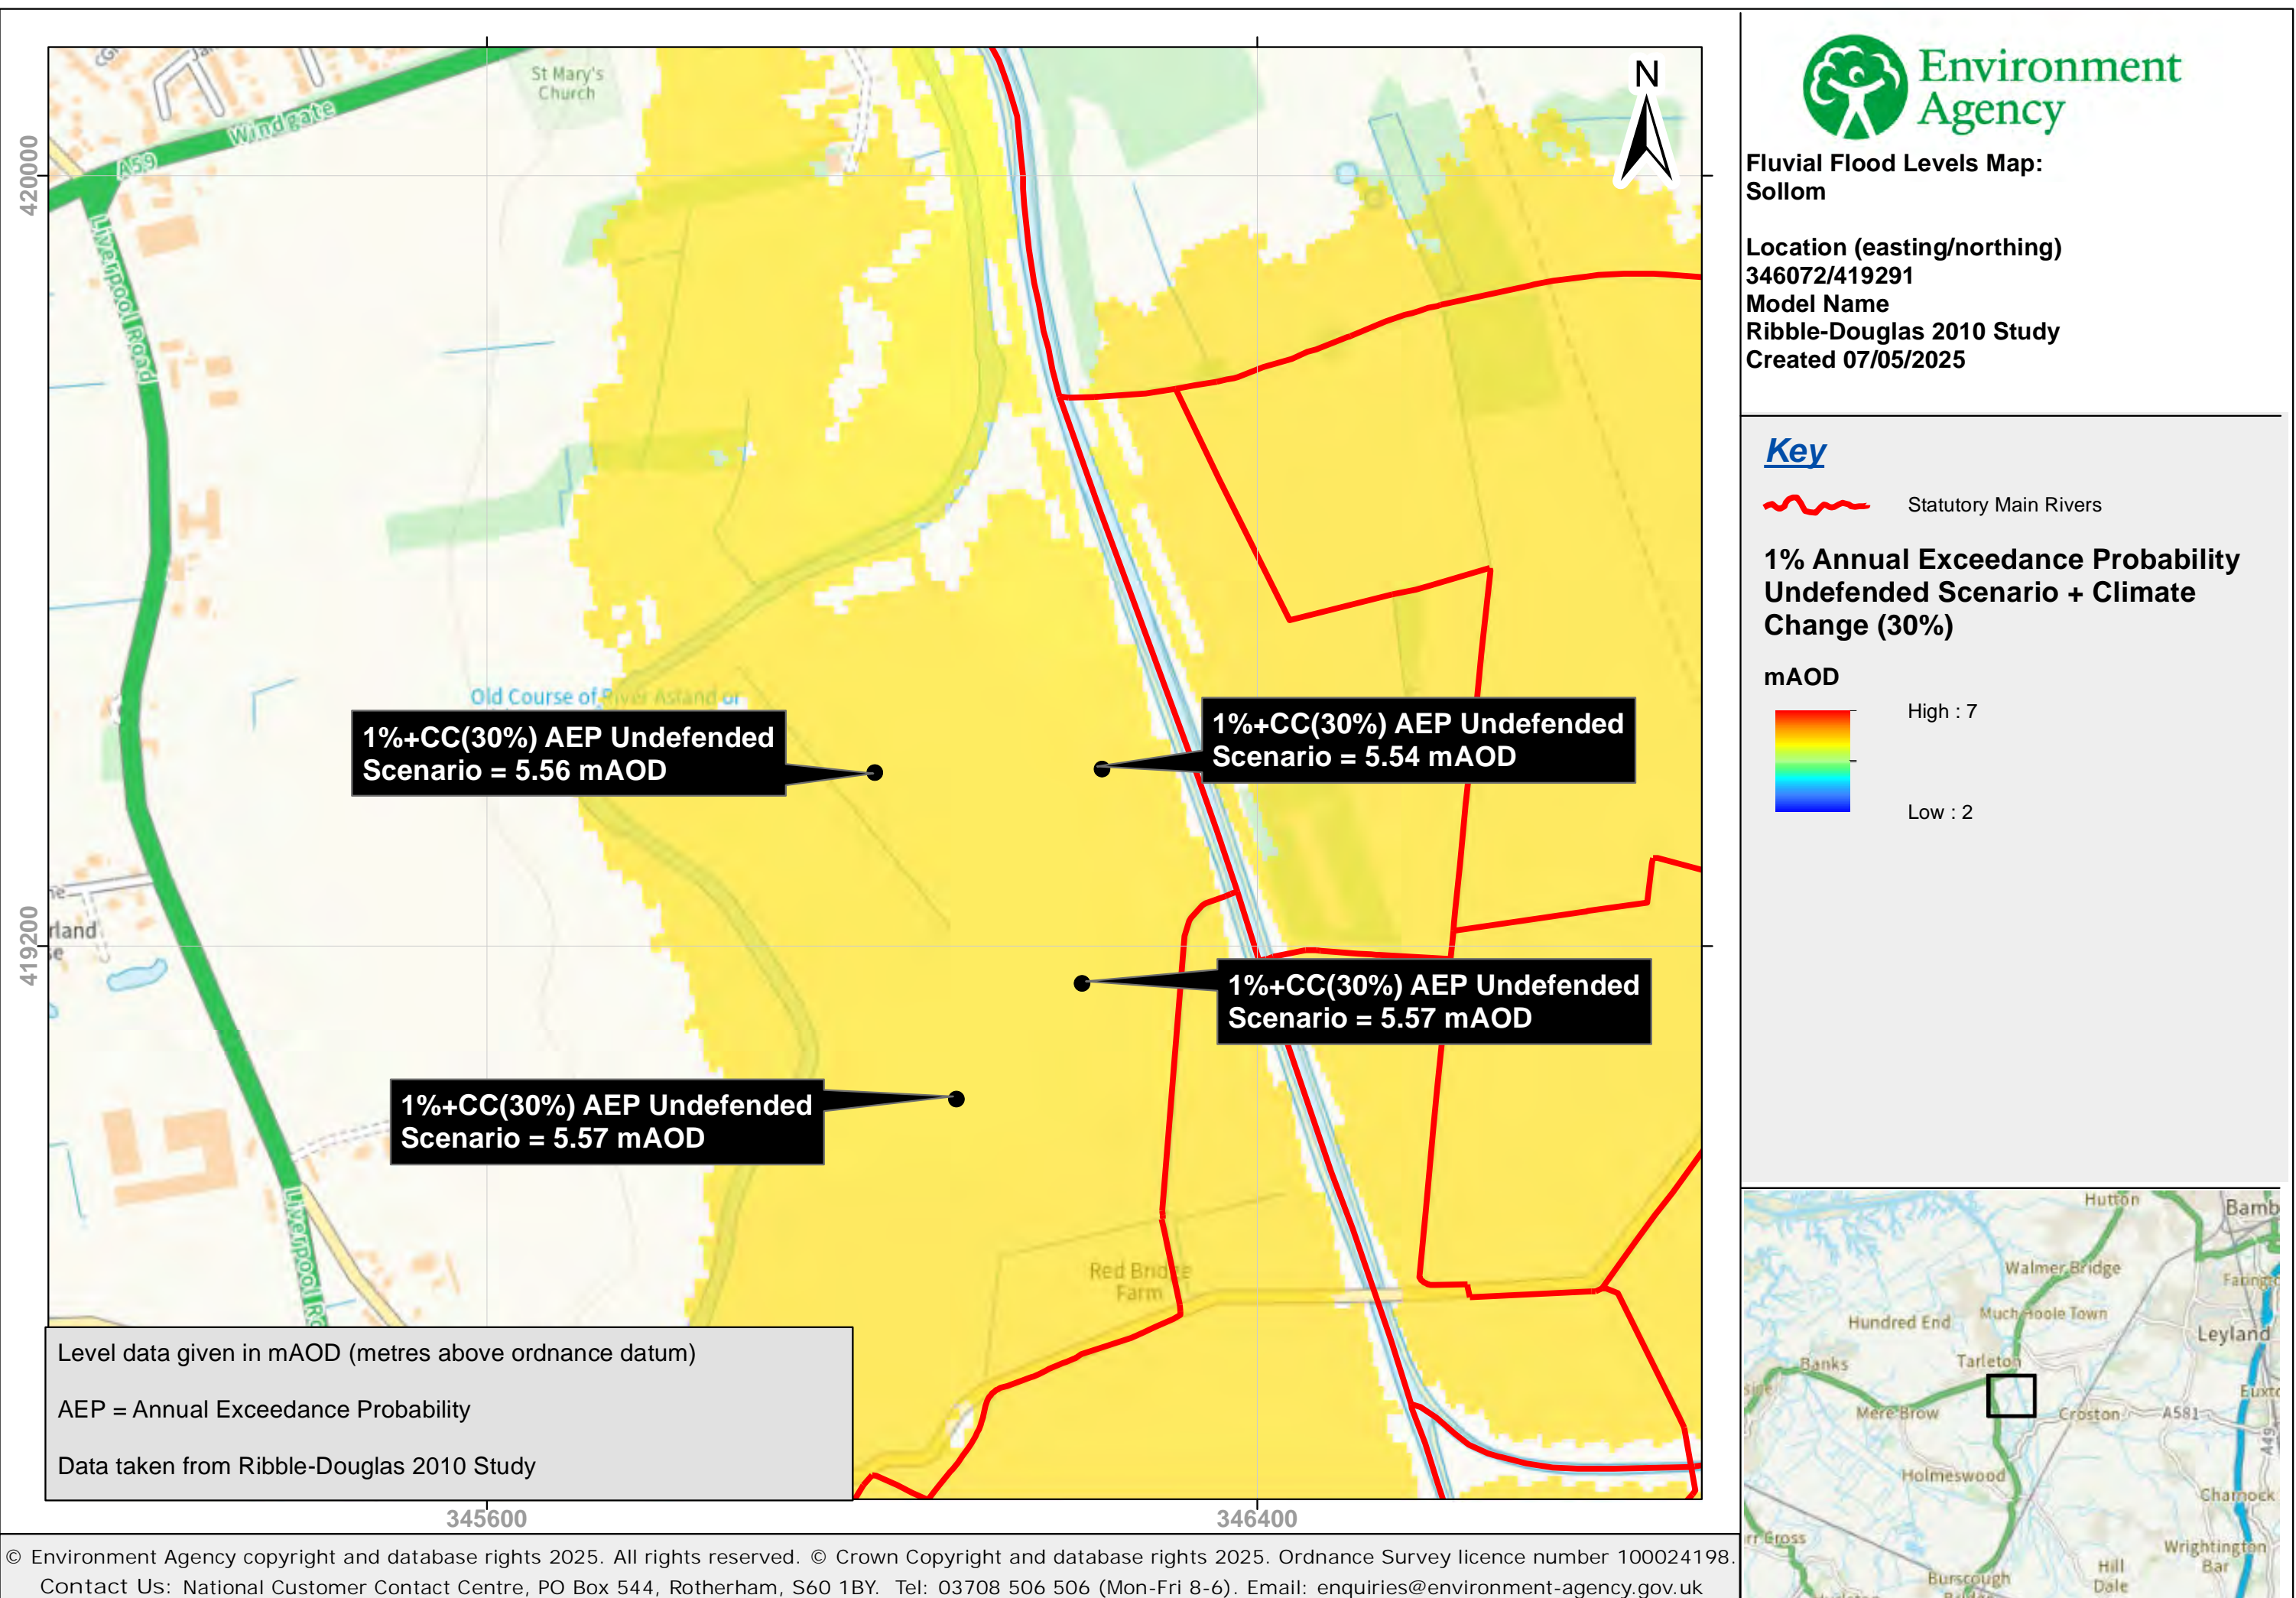 St Mary's
Church
Windgate
A59
Liverpool Road
420000
419200
Old Course of River Asland or
1%+CC(30%) AEP Undefended
Scenario = 5.56 mAOD
1%+CC(30%) AEP Undefended
Scenario = 5.54 mAOD
1%+CC(30%) AEP Undefended
Scenario = 5.57 mAOD
1%+CC(30%) AEP Undefended
Scenario = 5.57 mAOD
rland
Red Bridge
Farm
Liverpool R
Level data given in mAOD (metres above ordnance datum)
AEP = Annual Exceedance Probability
Data taken from Ribble-Douglas 2010 Study
345600
346400
N
Environment
Agency
Fluvial Flood Levels Map:
Sollom
Location (easting/northing)
346072/419291
Model Name
Ribble-Douglas 2010 Study
Created 07/05/2025
Key
Statutory Main Rivers
1% Annual Exceedance Probability
Undefended Scenario + Climate
Change (30%)
mAOD
High : 7
Low : 2
Hutton
Bamb
Walmer Bridge
Faringt
Much Hoole Town
Hundred End
Leyland
Banks
Tarleton
Euxt
Mere Brow
Croston
A581
A49
Holmeswood
Charnock
rr Gross
Wrightington
Bar
Hill
Dale
Burscough
© Environment Agency copyright and database rights 2025. All rights reserved. © Crown Copyright and database rights 2025. Ordnance Survey licence number 100024198.
Contact Us: National Customer Contact Centre, PO Box 544, Rotherham, S60 1BY. Tel: 03708 506 506 (Mon-Fri 8-6). Email: enquiries@environment-agency.gov.uk